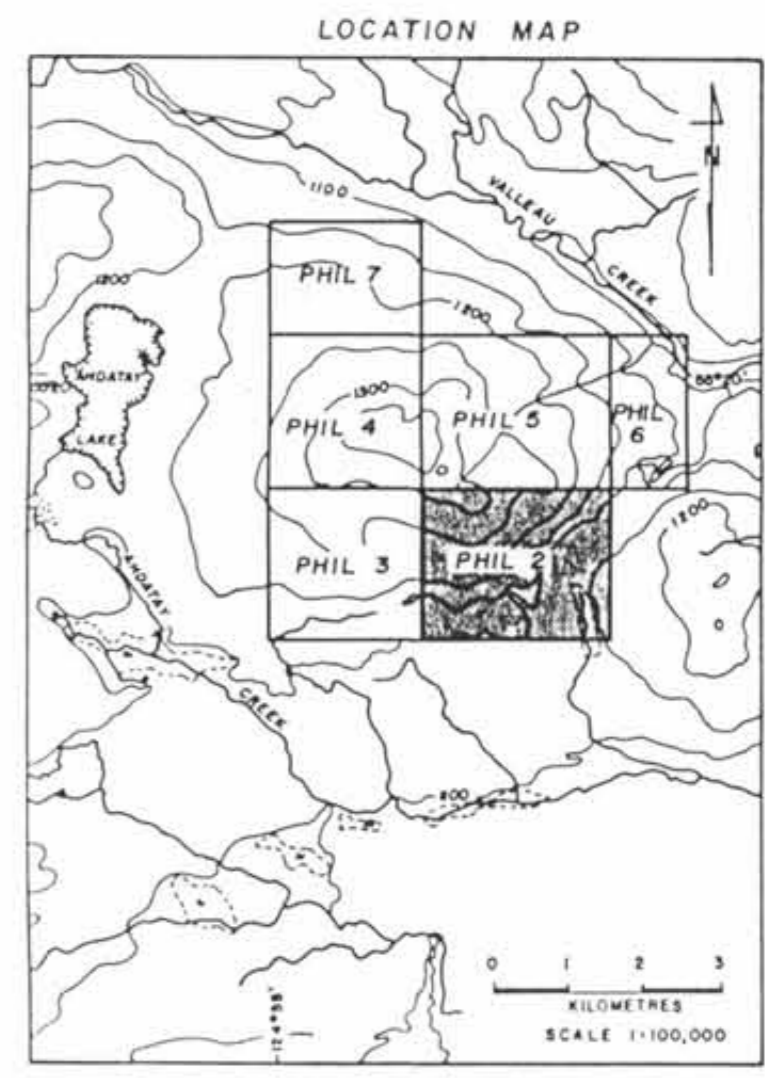 LOCATION MAP
N
1100
VALLEAU
CREEK
PHIL 7
1200
1200
AHDATAY
LAKE
1300
PHIL 4
PHIL 5
PHIL
6
1200
PHIL 3
PHIL 2
AHDATAY
CREEK
0 1 2 3
KILOMETRES
SCALE 1:100,000